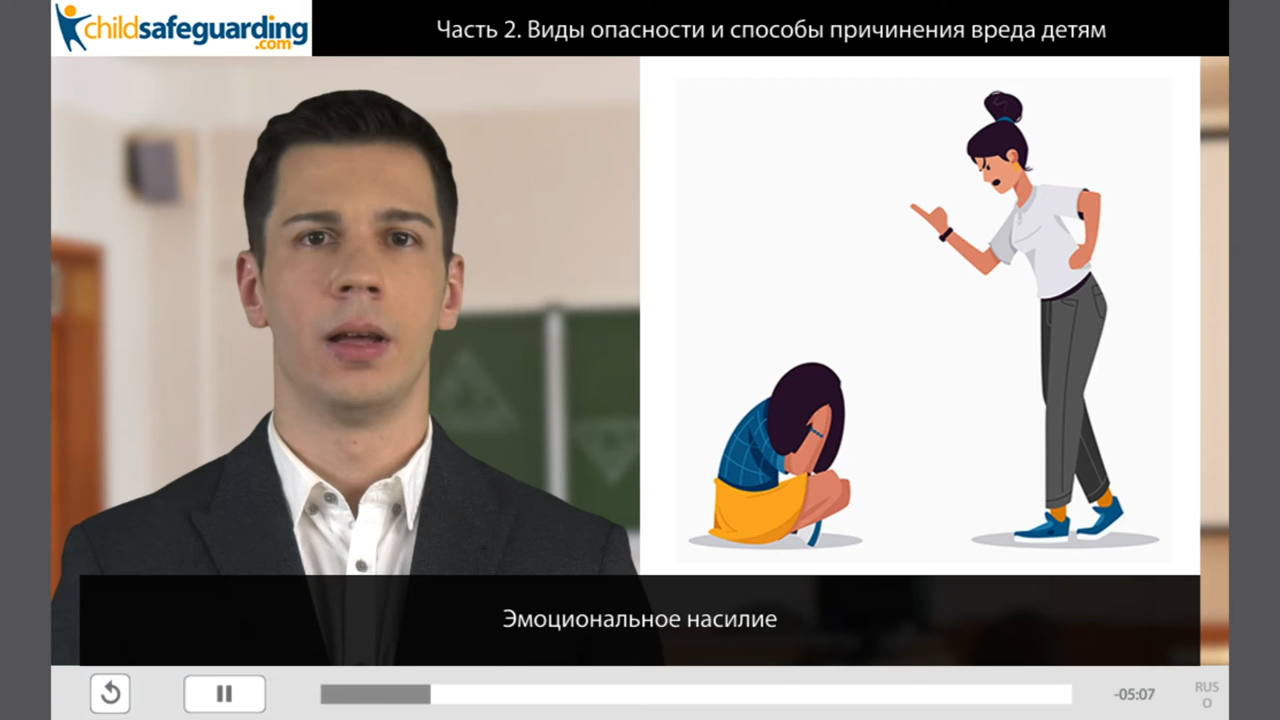 childsafeguarding
.com
Часть 2. Виды опасности и способы причинения вреда детям
Эмоциональное насилие
-05:07
RUS
O